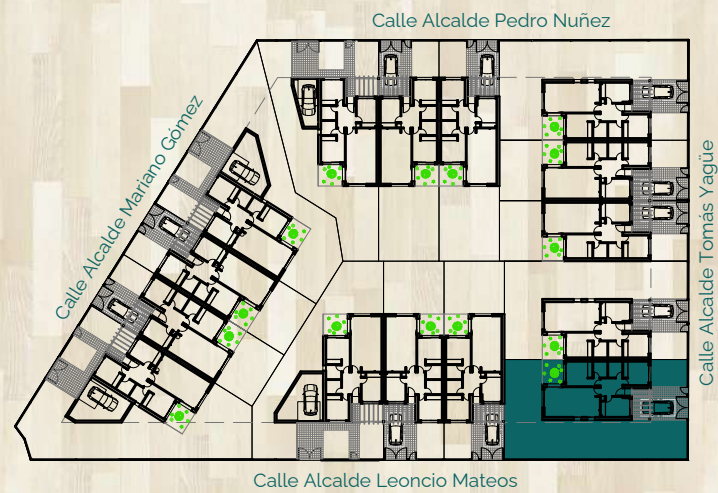 Calle Alcalde Pedro Nuñez
Calle Alcalde Mariano Gómez
Calle Alcalde Tomás Yagüe
Calle Alcalde Leoncio Mateos